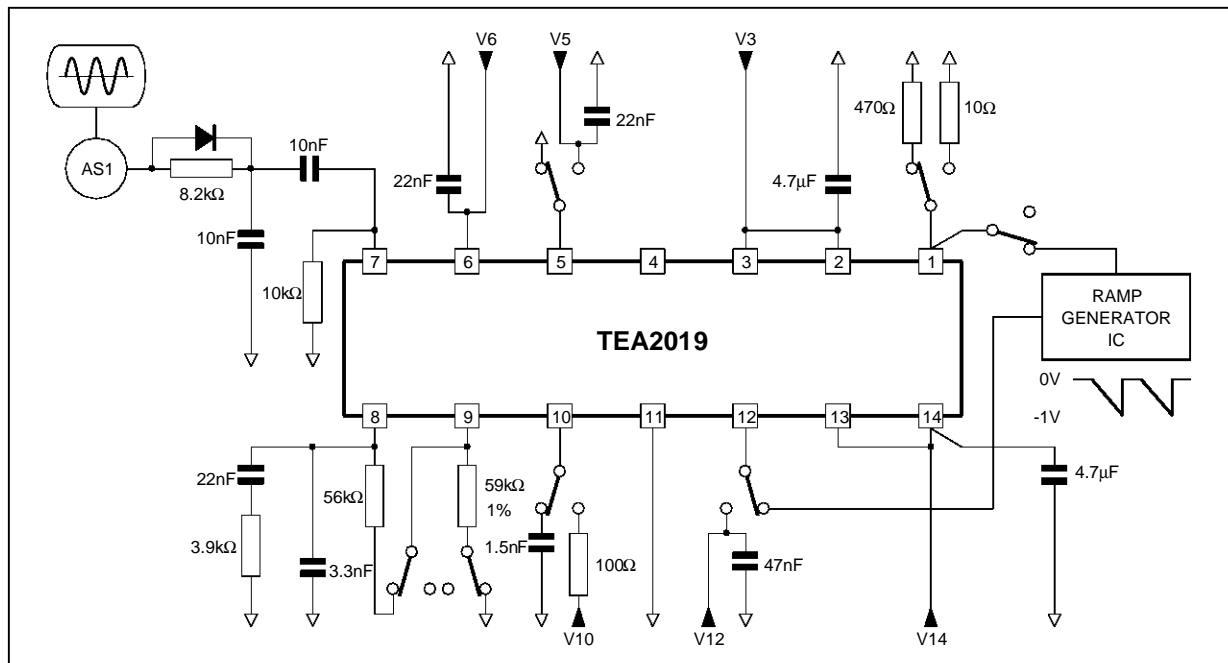 V6
V5
V3
AS1
8.2kΩ
10nF
10nF
22nF
22nF
4.7µF
470Ω
10Ω
10kΩ
7
6
5
4
3
2
1
TEA2019
RAMP
GENERATOR
IC
0V
-1V
8
9
10
11
12
13
14
22nF
3.9kΩ
3.3nF
56kΩ
59kΩ
1%
1.5nF
100Ω
47nF
4.7µF
V10
V12
V14